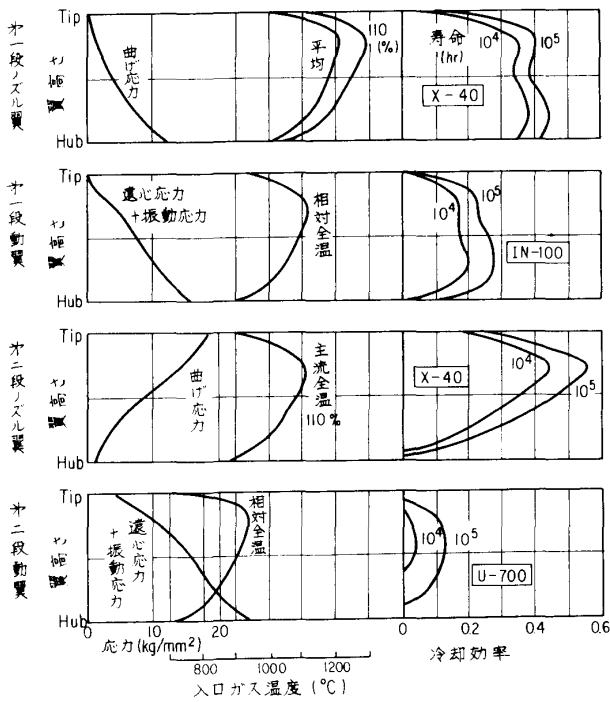 第一段ノズル翼
翼高さ
Tip
Hub
曲げ応力
平均
110
(%)
寿命
(hr)
10⁴
10⁵
X-40
第一段動翼
翼高さ
Tip
Hub
遠心応力
+振動応力
相対全温
10⁴
10⁵
IN-100
第二段ノズル翼
翼高さ
Tip
Hub
曲げ応力
主流全温
110%
10⁴
10⁵
X-40
第二段動翼
翼高さ
Tip
Hub
遠心応力
+振動応力
相対全温
10⁴
10⁵
U-700
0 10 20
応力(kg/mm²)
800 1000 1200
入口ガス温度 (°C)
0 0.2 0.4 0.6
冷却効率